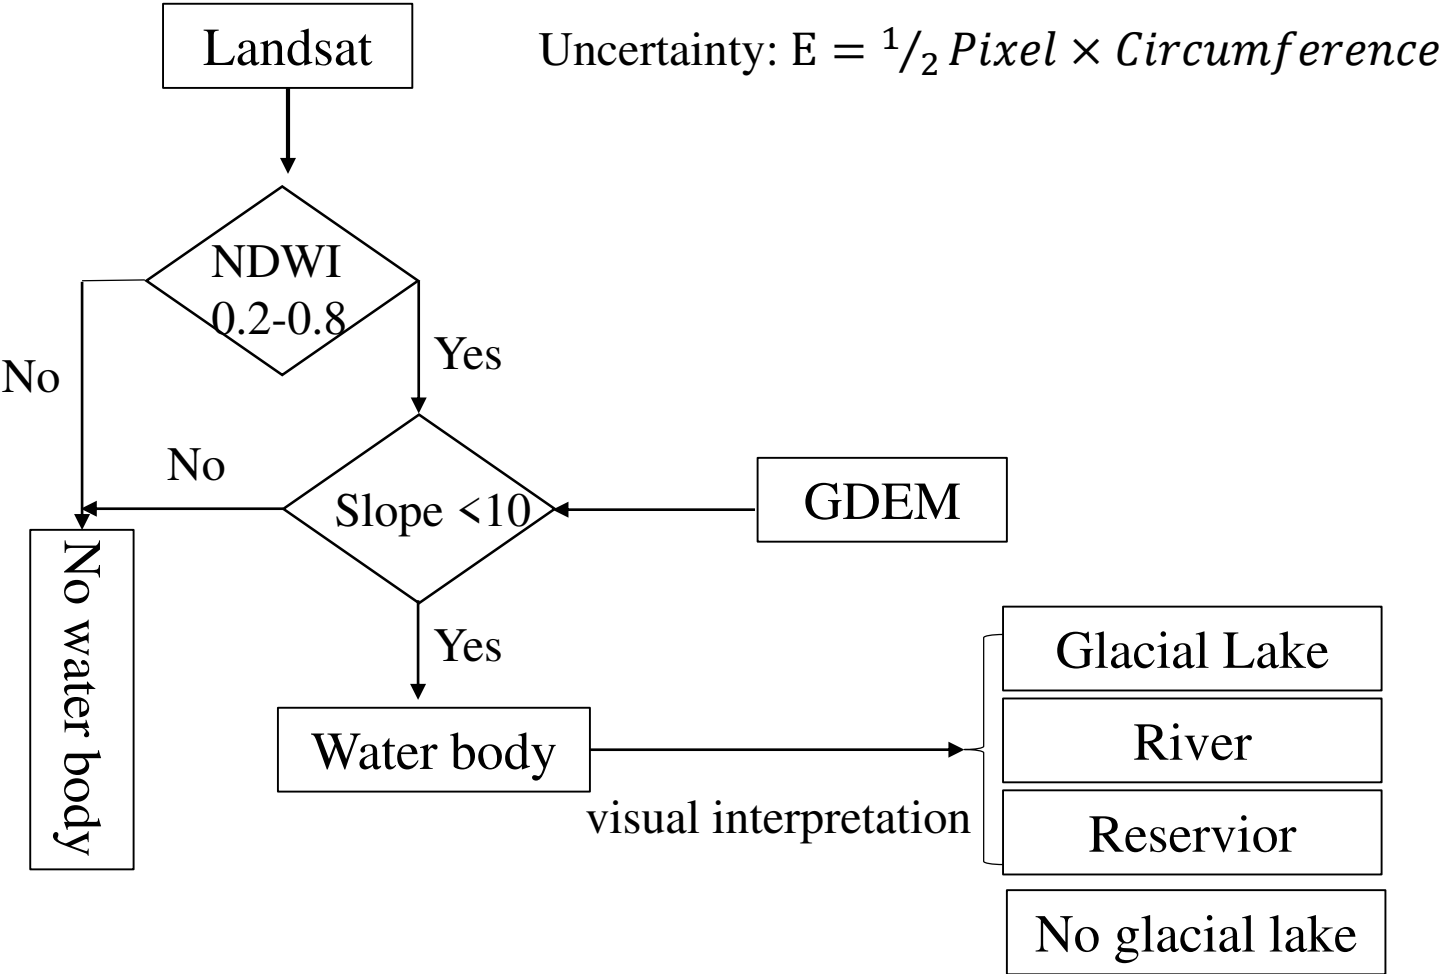 Landsat
Uncertainty: E = ¹/₂ Pixel × Circumference
NDWI
0.2-0.8
No
Yes
No
Slope <10
GDEM
No water body
Yes
Water body
visual interpretation
Glacial Lake
River
Reservior
No glacial lake